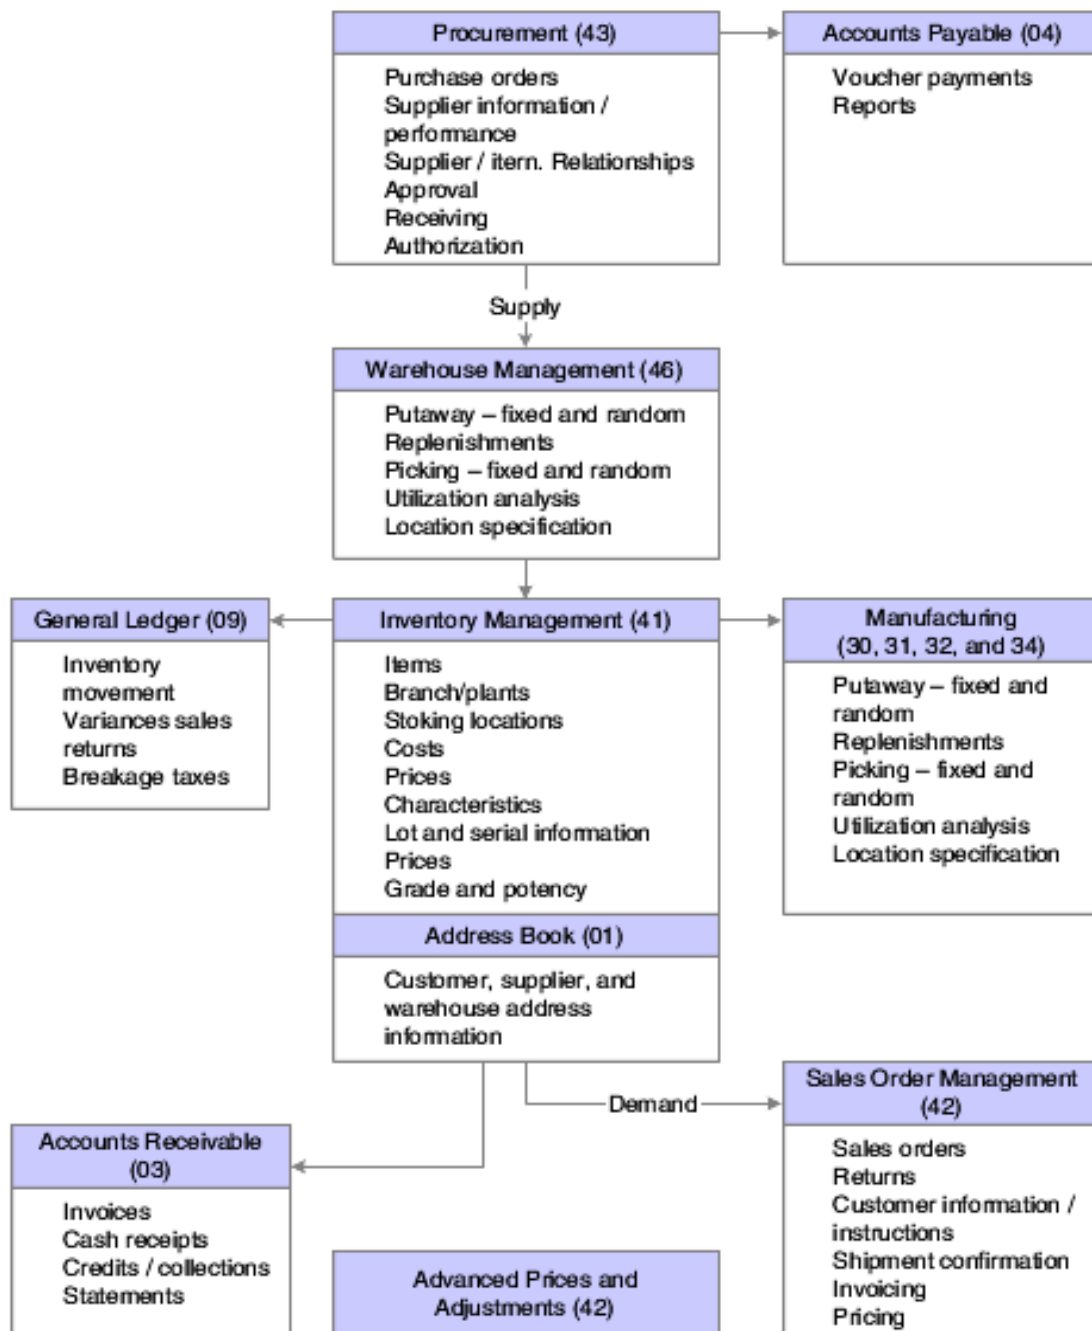 Procurement (43)
Purchase orders
Supplier information /
performance
Supplier / itern. Relationships
Approval
Receiving
Authorization
Accounts Payable (04)
Voucher payments
Reports
Supply
Warehouse Management (46)
Putaway – fixed and random
Replenishments
Picking – fixed and random
Utilization analysis
Location specification
General Ledger (09)
Inventory
movement
Variances sales
returns
Breakage taxes
Inventory Management (41)
Items
Branch/plants
Stoking locations
Costs
Prices
Characteristics
Lot and serial information
Prices
Grade and potency
Manufacturing
(30, 31, 32, and 34)
Putaway – fixed and
random
Replenishments
Picking – fixed and
random
Utilization analysis
Location specification
Address Book (01)
Customer, supplier, and
warehouse address
information
Demand
Sales Order Management
(42)
Sales orders
Returns
Customer information /
instructions
Shipment confirmation
Invoicing
Pricing
Accounts Receivable
(03)
Invoices
Cash receipts
Credits / collections
Statements
Advanced Prices and
Adjustments (42)